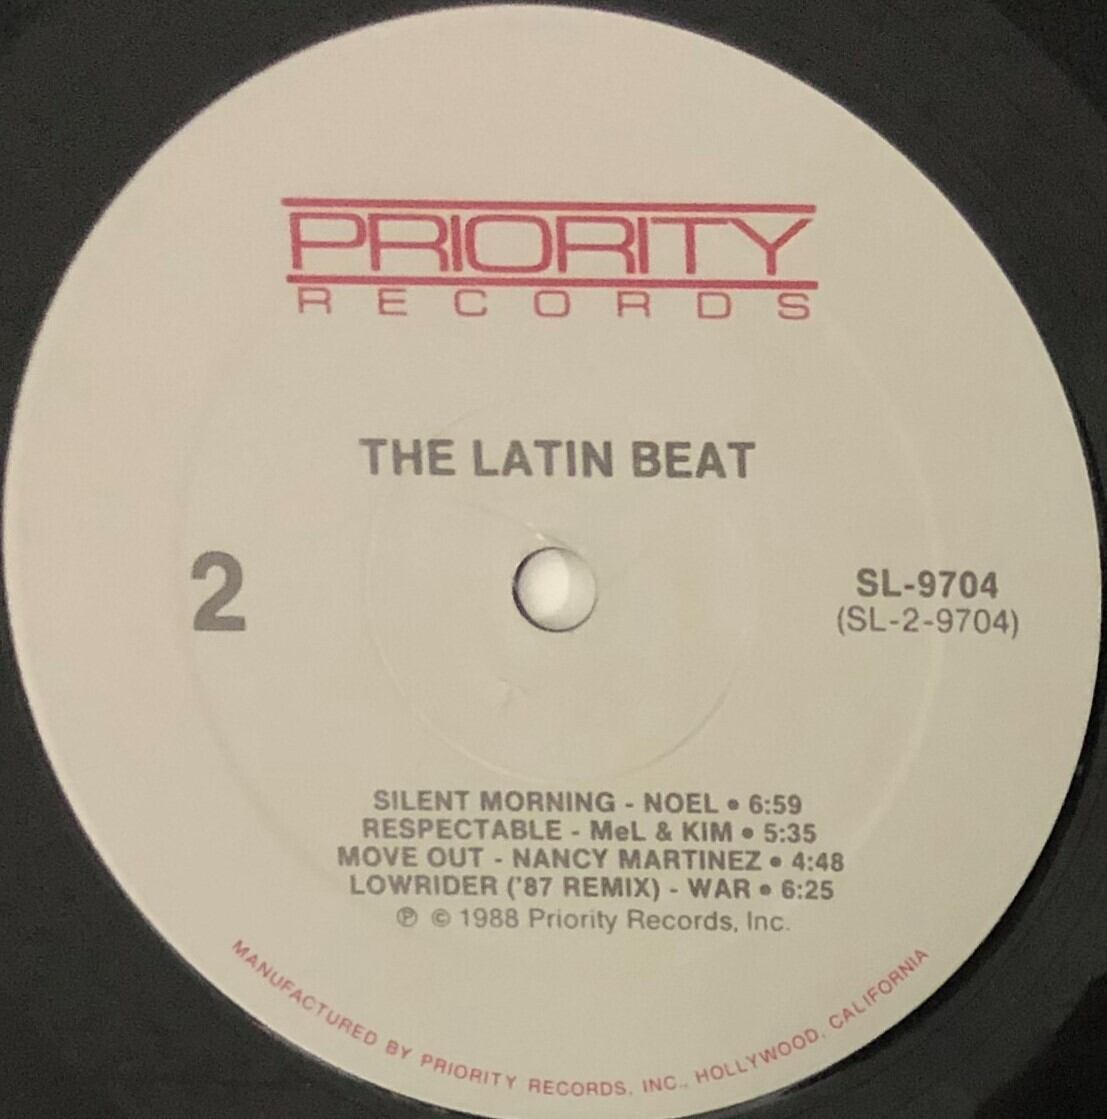 PRIORITY
RECORDS
THE LATIN BEAT
2
SL-9704
(SL-2-9704)
SILENT MORNING - NOEL • 6:59
RESPECTABLE - MeL & KIM • 5:35
MOVE OUT - NANCY MARTINEZ • 4:48
LOWRIDER ('87 REMIX) - WAR • 6:25
℗ © 1988 Priority Records, Inc.
MANUFACTURED BY PRIORITY RECORDS, INC., HOLLYWOOD, CALIFORNIA